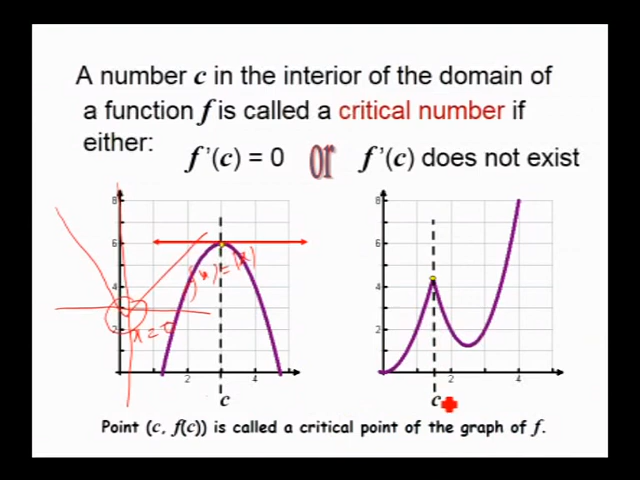 A number c in the interior of the domain of
a function f is called a critical number if
either: f'(c) = 0 or f'(c) does not exist
8 8
6 6
f(x) = |x|
4 4
2 2
x = 0
2 4 2 4
c c
Point (c, f(c)) is called a critical point of the graph of f.